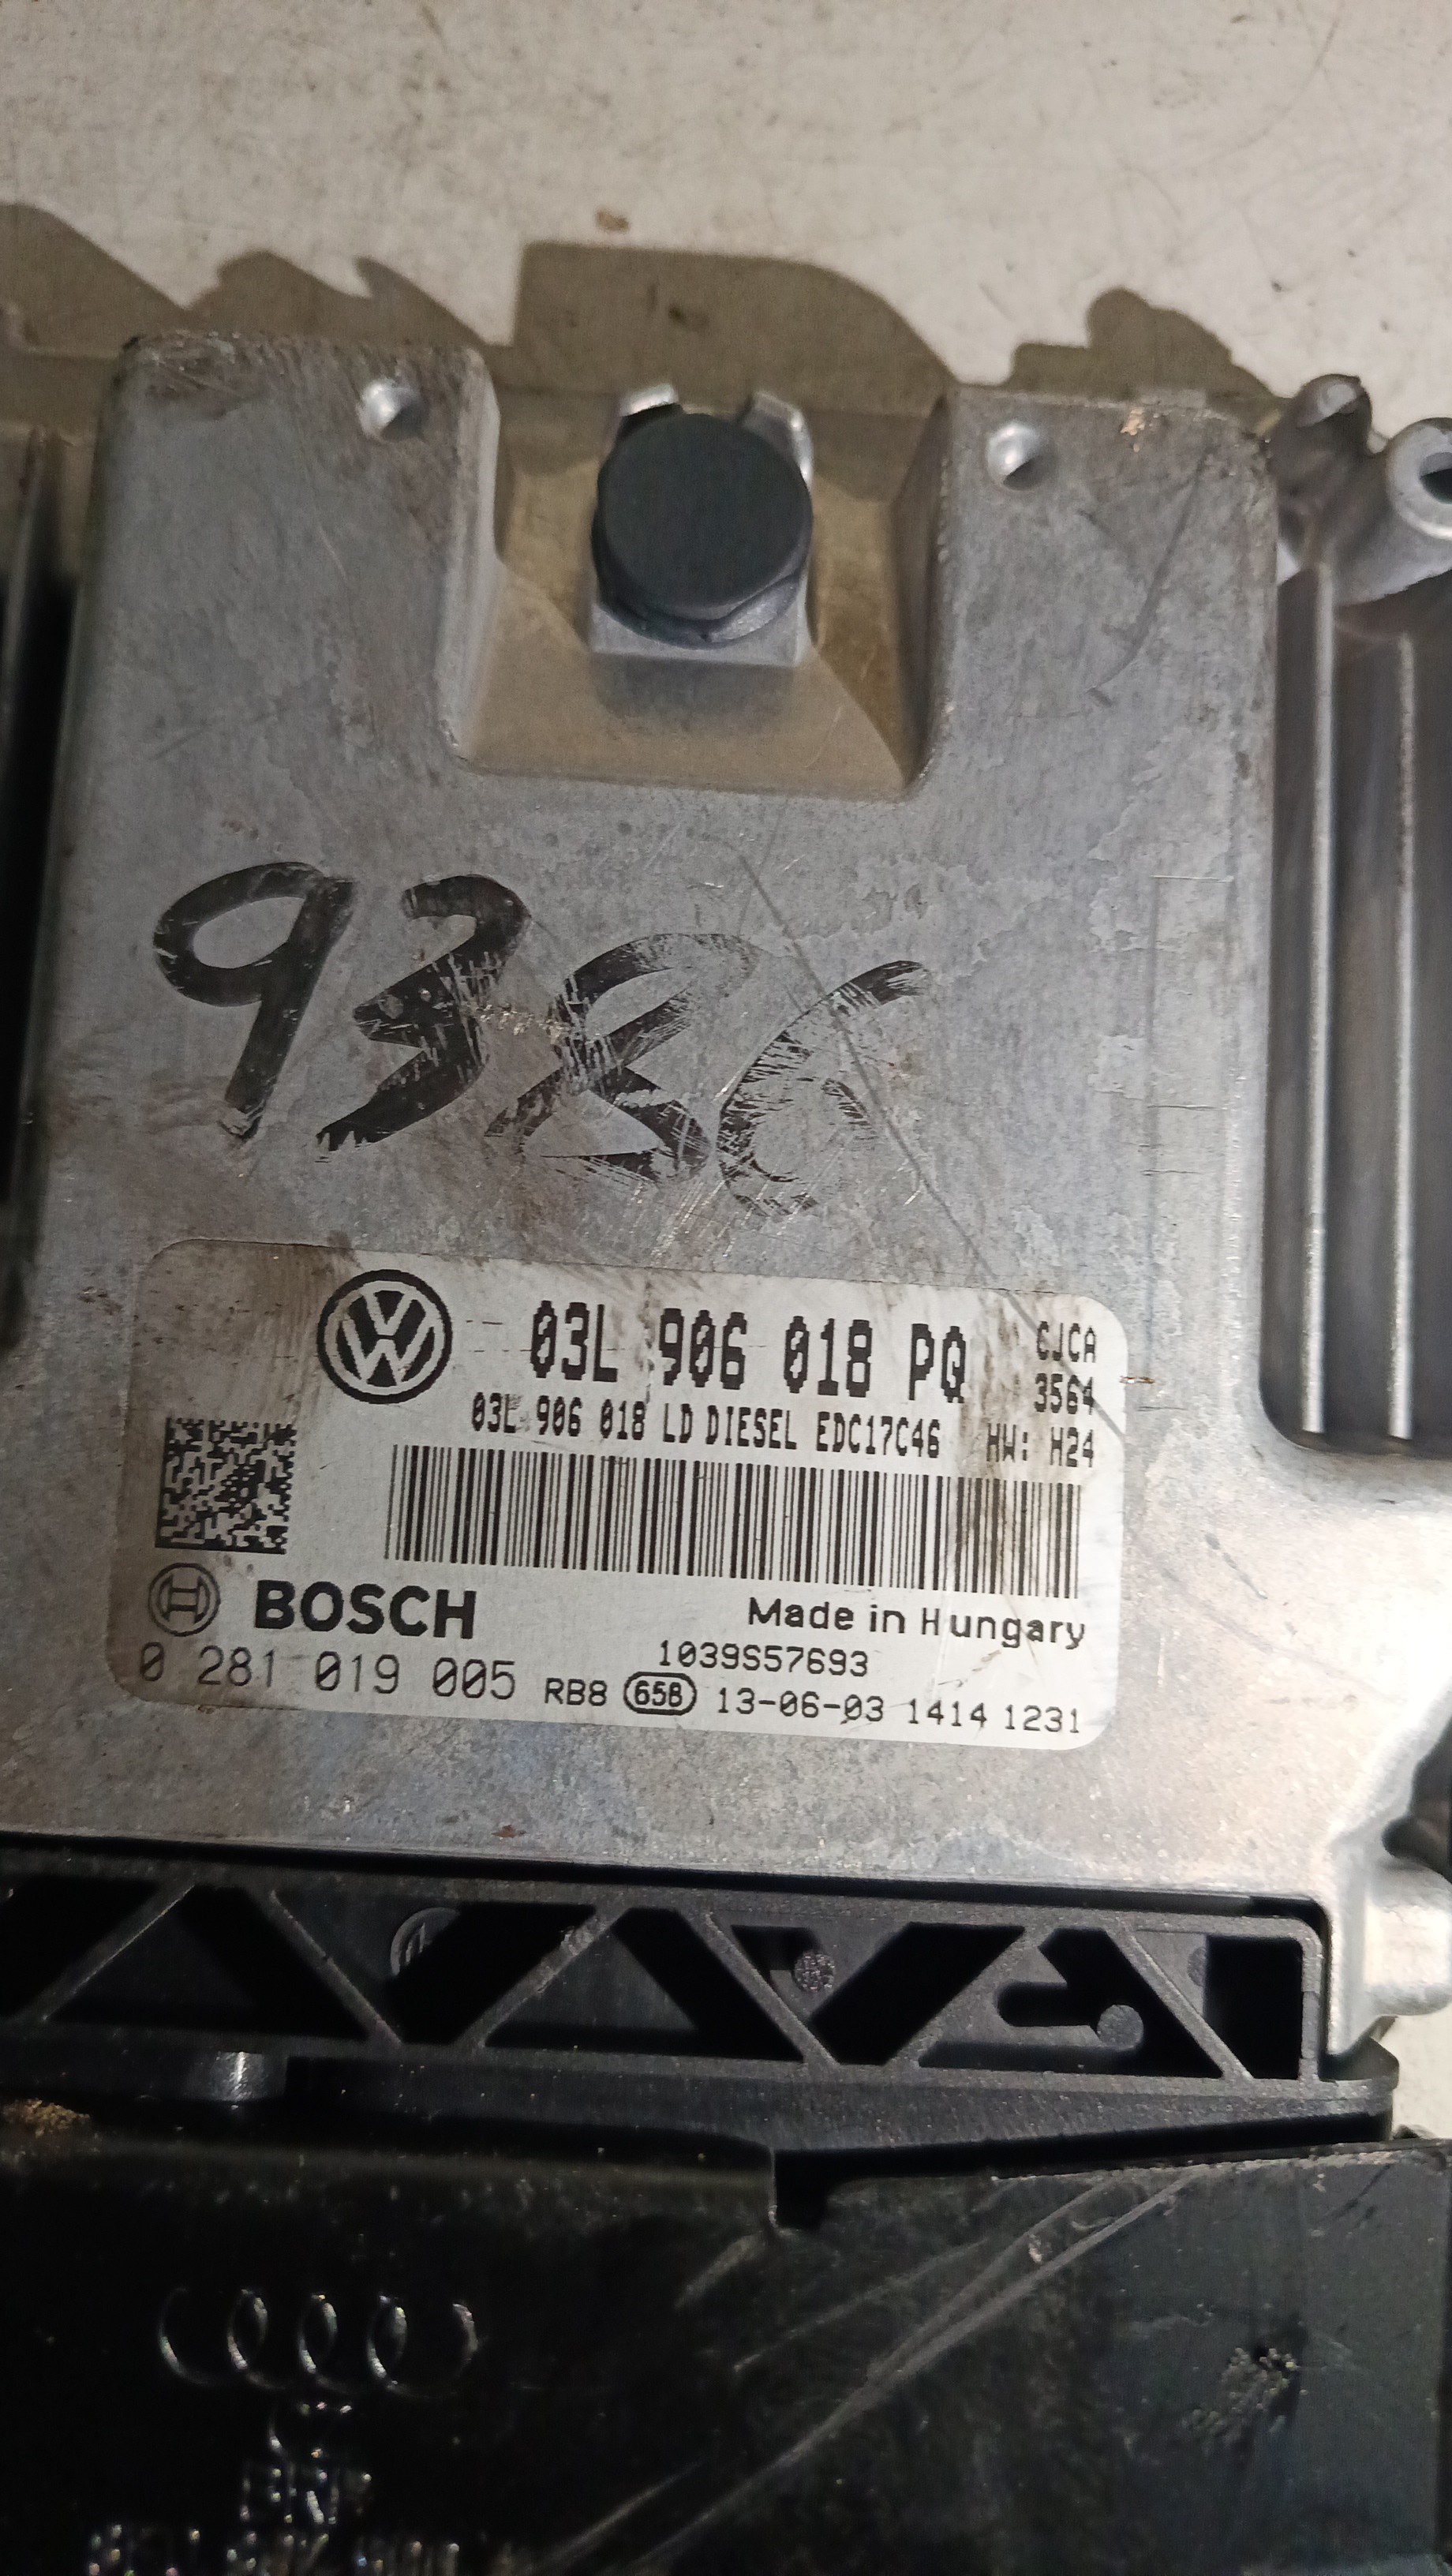 9386
03L 906 018 PQ
CJCA
3564
03L 906 018 LD DIESEL EDC17C46 HW: H24
BOSCH
Made in Hungary
1039S57693
0 281 019 005 RB8 65B 13-06-03 1414 1231